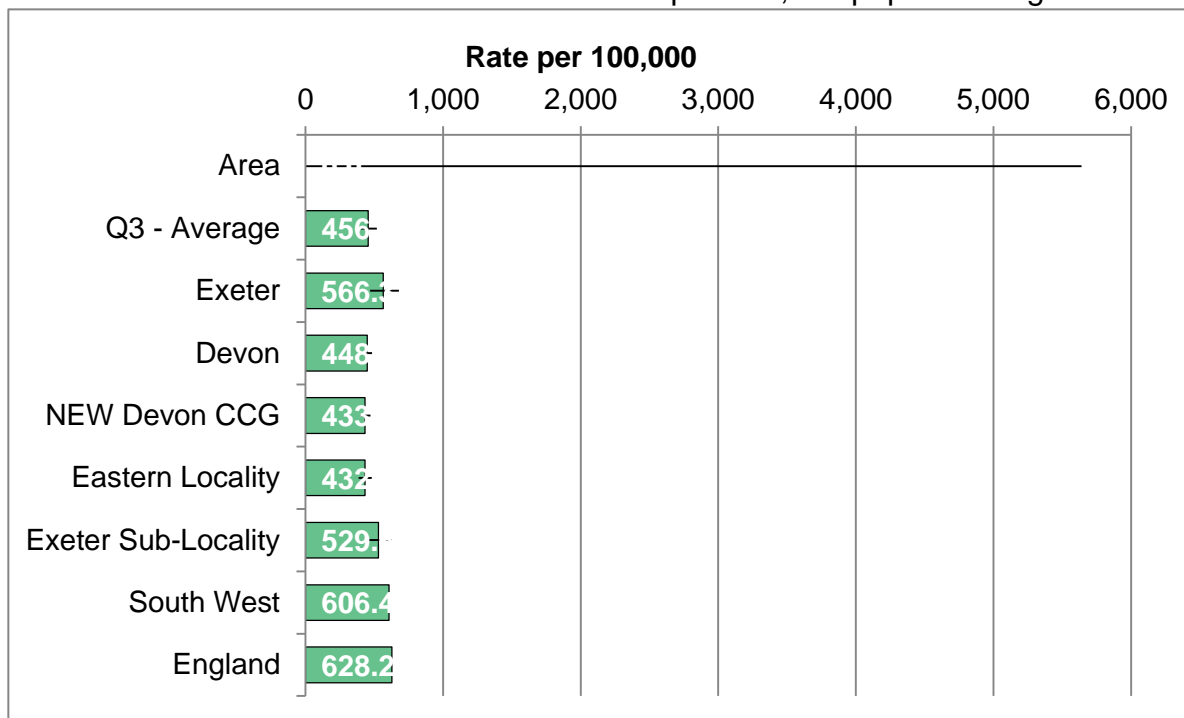 Rate per 100,000
0 1,000 2,000 3,000 4,000 5,000 6,000
Area
Q3 - Average 456
Exeter 566.3
Devon 448
NEW Devon CCG 433
Eastern Locality 432
Exeter Sub-Locality 529.
South West 606.4
England 628.2